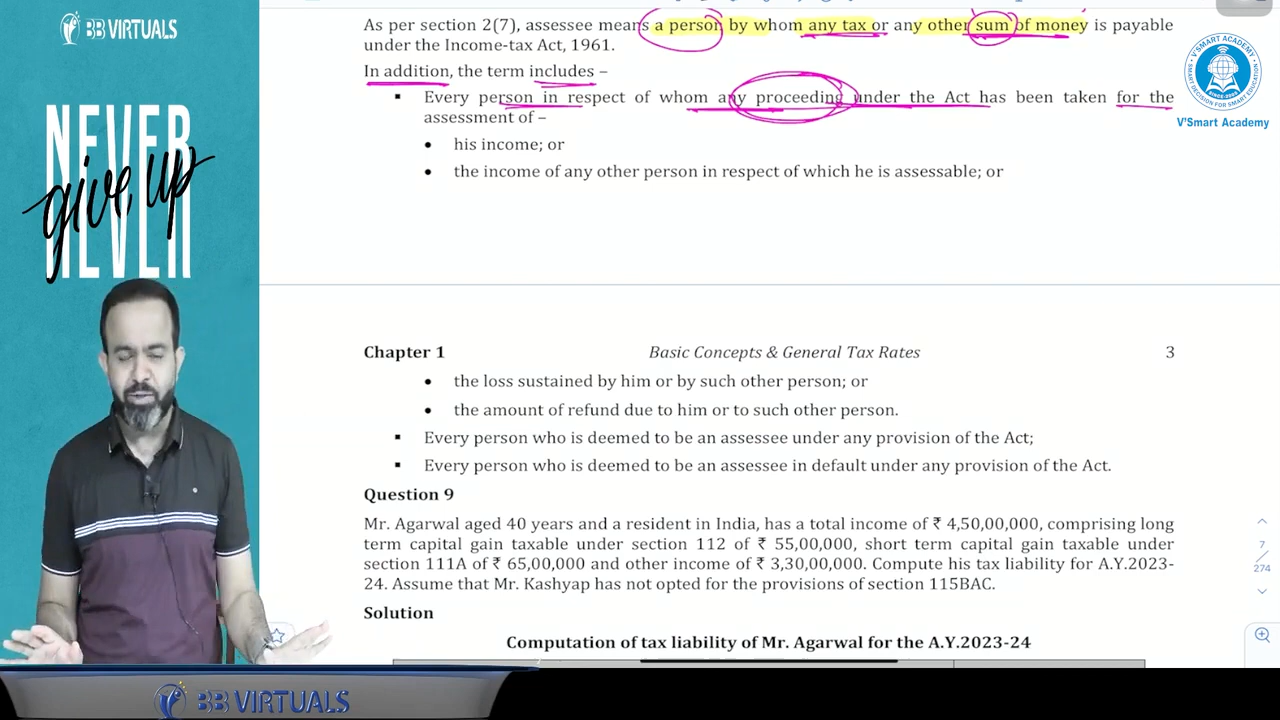 BB VIRTUALS
NEVER
give up
NEVER
As per section 2(7), assessee means a person by whom any tax or any other sum of money is payable
under the Income-tax Act, 1961.
In addition, the term includes –
▪ Every person in respect of whom any proceeding under the Act has been taken for the
assessment of –
• his income; or
• the income of any other person in respect of which he is assessable; or
V'SMART ACADEMY
SMART DECISION FOR SMART EDUCATION
V'Smart Academy
Chapter 1 Basic Concepts & General Tax Rates 3
• the loss sustained by him or by such other person; or
• the amount of refund due to him or to such other person.
▪ Every person who is deemed to be an assessee under any provision of the Act;
▪ Every person who is deemed to be an assessee in default under any provision of the Act.
Question 9
Mr. Agarwal aged 40 years and a resident in India, has a total income of ₹ 4,50,00,000, comprising long
term capital gain taxable under section 112 of ₹ 55,00,000, short term capital gain taxable under
section 111A of ₹ 65,00,000 and other income of ₹ 3,30,00,000. Compute his tax liability for A.Y.2023-
24. Assume that Mr. Kashyap has not opted for the provisions of section 115BAC.
Solution
Computation of tax liability of Mr. Agarwal for the A.Y.2023-24
7
274
BB VIRTUALS